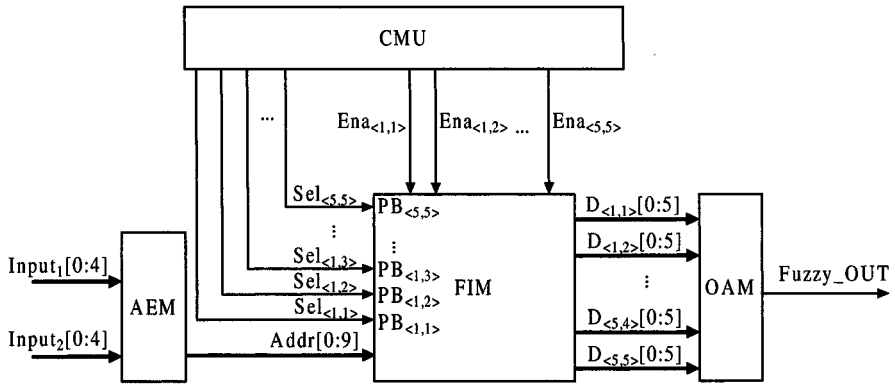 CMU
...
Ena<1,1> Ena<1,2> ... Ena<5,5>
Sel<5,5> PB<5,5>
... ...
Sel<1,3> PB<1,3>
Sel<1,2> PB<1,2>
Sel<1,1> PB<1,1>
Addr[0:9]
FIM
Input1[0:4]
Input2[0:4]
AEM
D<1,1>[0:5]
D<1,2>[0:5]
...
D<5,4>[0:5]
D<5,5>[0:5]
OAM
Fuzzy_OUT